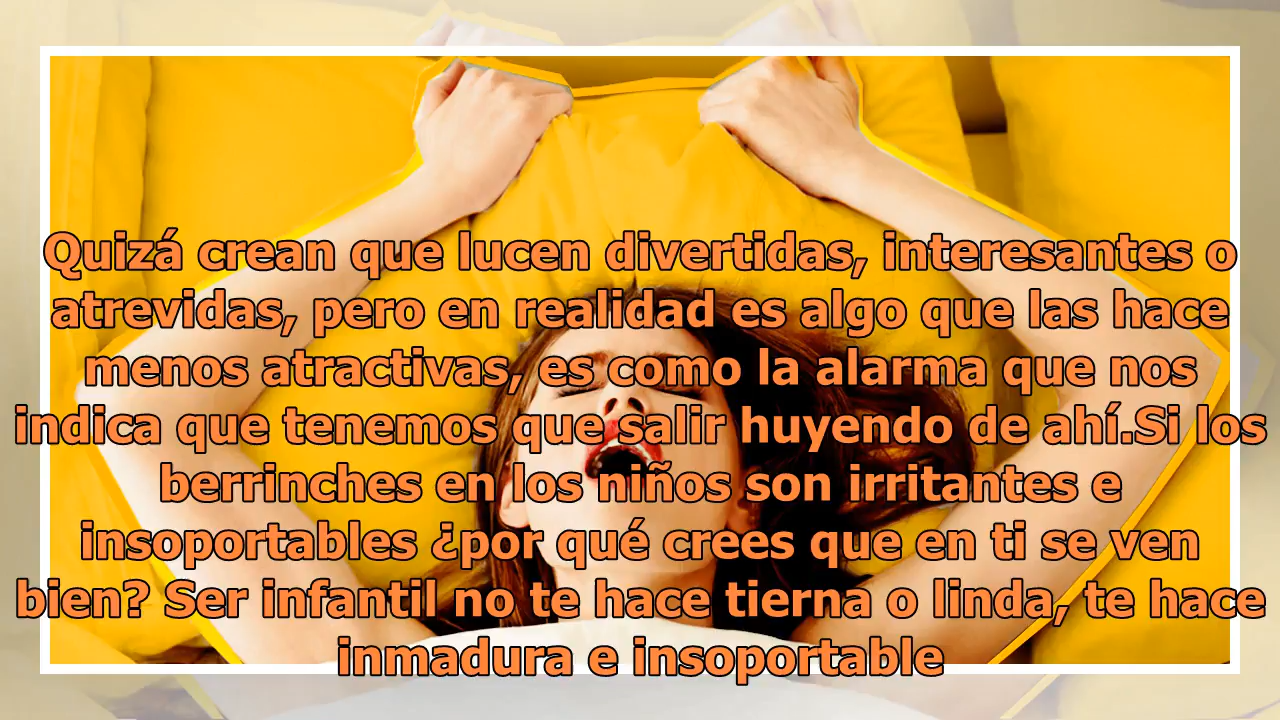 Quizá crean que lucen divertidas, interesantes o
atrevidas, pero en realidad es algo que las hace
menos atractivas, es como la alarma que nos
indica que tenemos que salir huyendo de ahí.Si los
berrinches en los niños son irritantes e
insoportables ¿por qué crees que en ti se ven
bien? Ser infantil no te hace tierna o linda, te hace
inmadura e insoportable